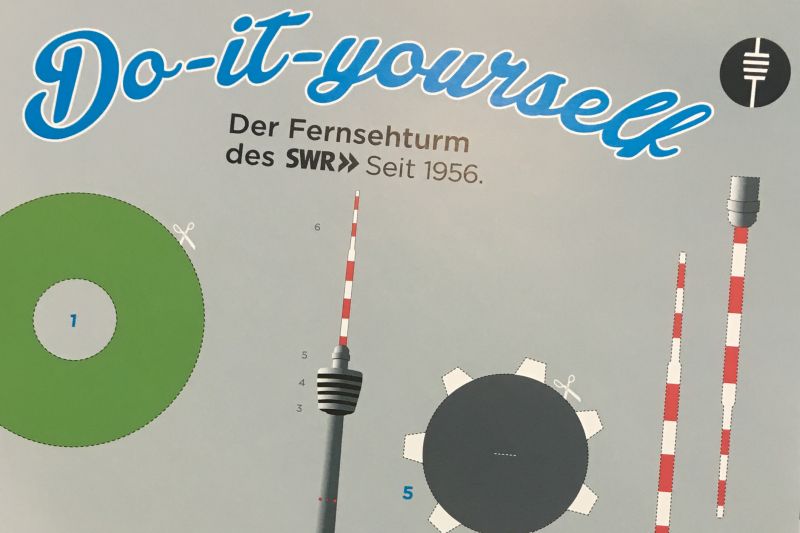 Do-it-yourself
Der Fernsehturm
des SWR» Seit 1956.
6
1
5
4
3
5